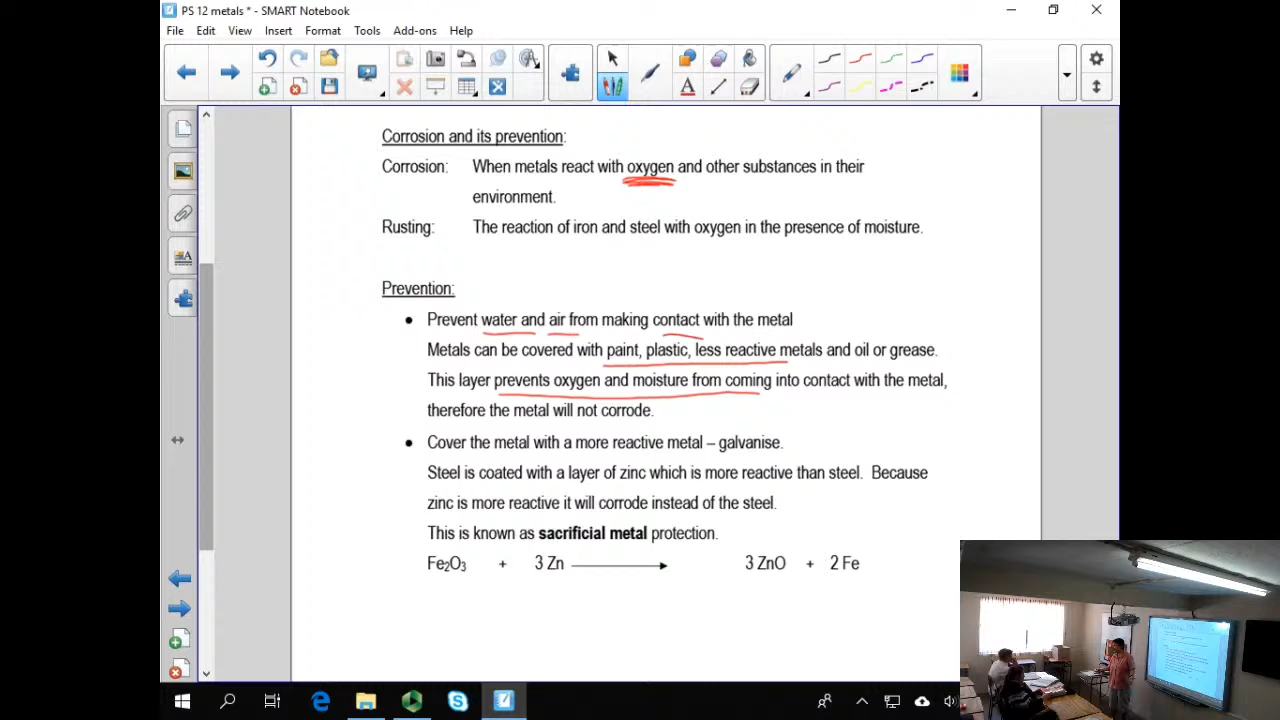 PS 12 metals * - SMART Notebook
File Edit View Insert Format Tools Add-ons Help
Corrosion and its prevention:
Corrosion: When metals react with oxygen and other substances in their
environment.
Rusting: The reaction of iron and steel with oxygen in the presence of moisture.
Prevention:
• Prevent water and air from making contact with the metal
Metals can be covered with paint, plastic, less reactive metals and oil or grease.
This layer prevents oxygen and moisture from coming into contact with the metal,
therefore the metal will not corrode.
• Cover the metal with a more reactive metal – galvanise.
Steel is coated with a layer of zinc which is more reactive than steel. Because
zinc is more reactive it will corrode instead of the steel.
This is known as sacrificial metal protection.
Fe₂O₃ + 3 Zn ⟶ 3 ZnO + 2 Fe